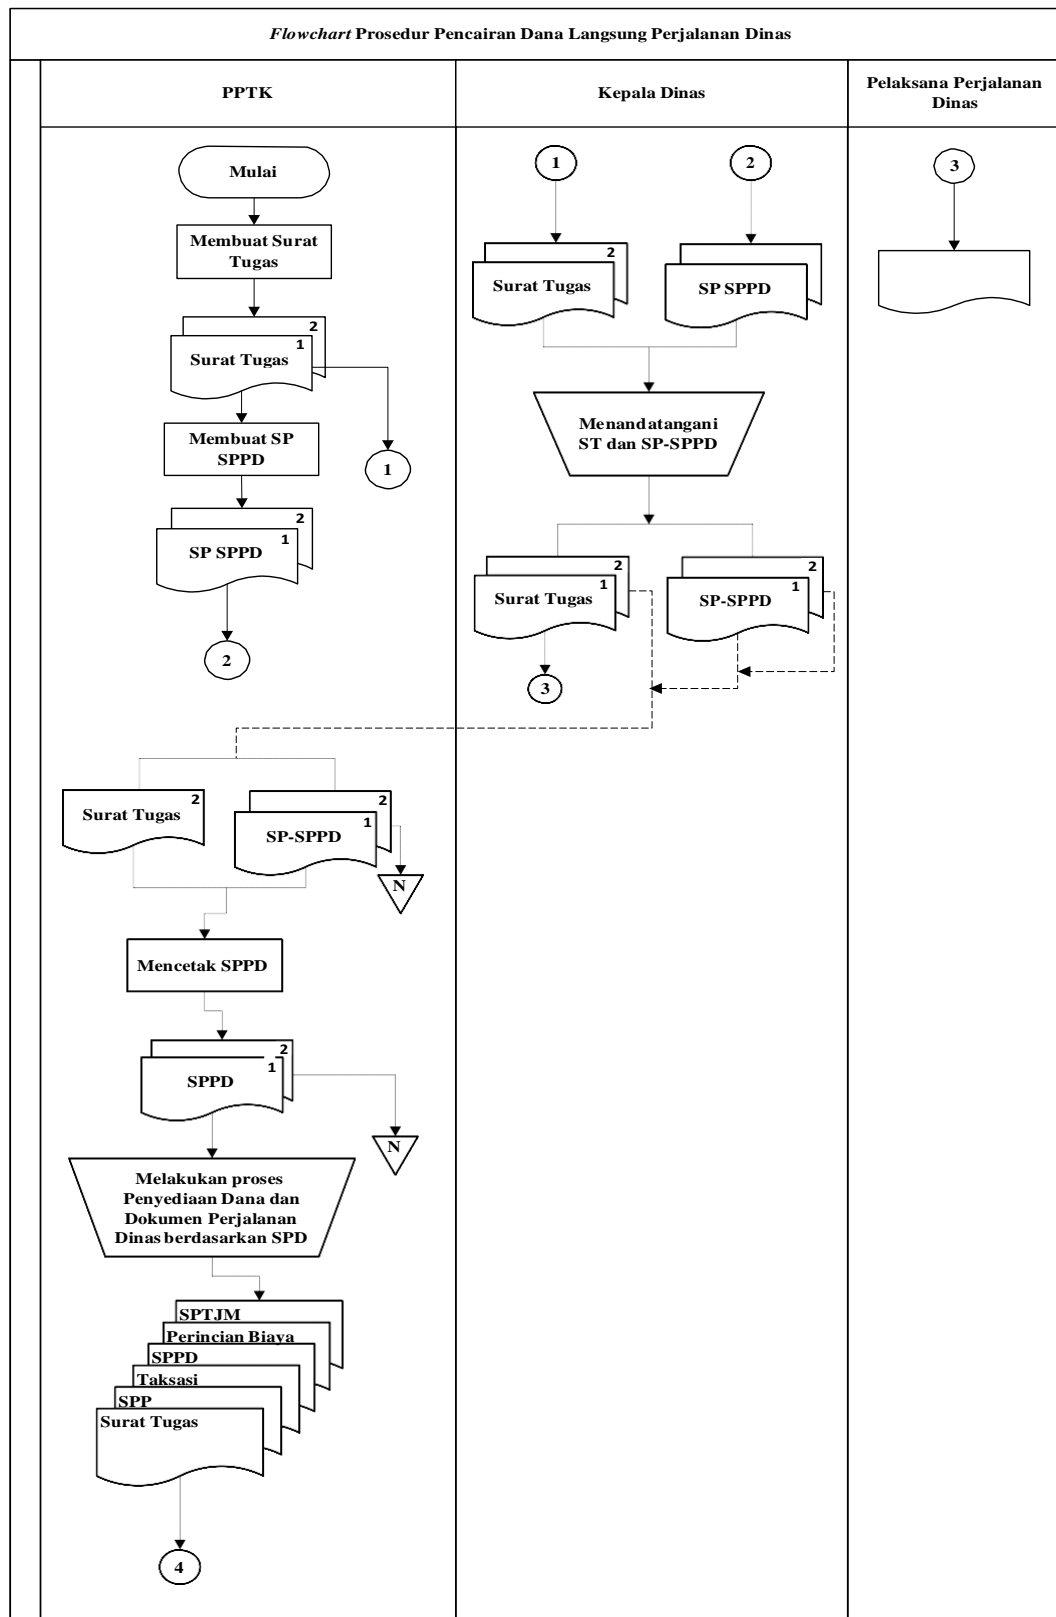 Flowchart Prosedur Pencairan Dana Langsung Perjalanan Dinas
PPTK
Kepala Dinas
Pelaksana Perjalanan
Dinas
Mulai
Membuat Surat
Tugas
2
1
Surat Tugas
1
Membuat SP
SPPD
2
1
SP SPPD
2
1
2
2
Surat Tugas
SP SPPD
Menandatangani
ST dan SP-SPPD
2
1
Surat Tugas
2
1
SP-SPPD
3
3
2
Surat Tugas
2
1
SP-SPPD
N
Mencetak SPPD
2
1
SPPD
N
Melakukan proses
Penyediaan Dana dan
Dokumen Perjalanan
Dinas berdasarkan SPD
SPTJM
Perincian Biaya
SPPD
Taksasi
SPP
Surat Tugas
4